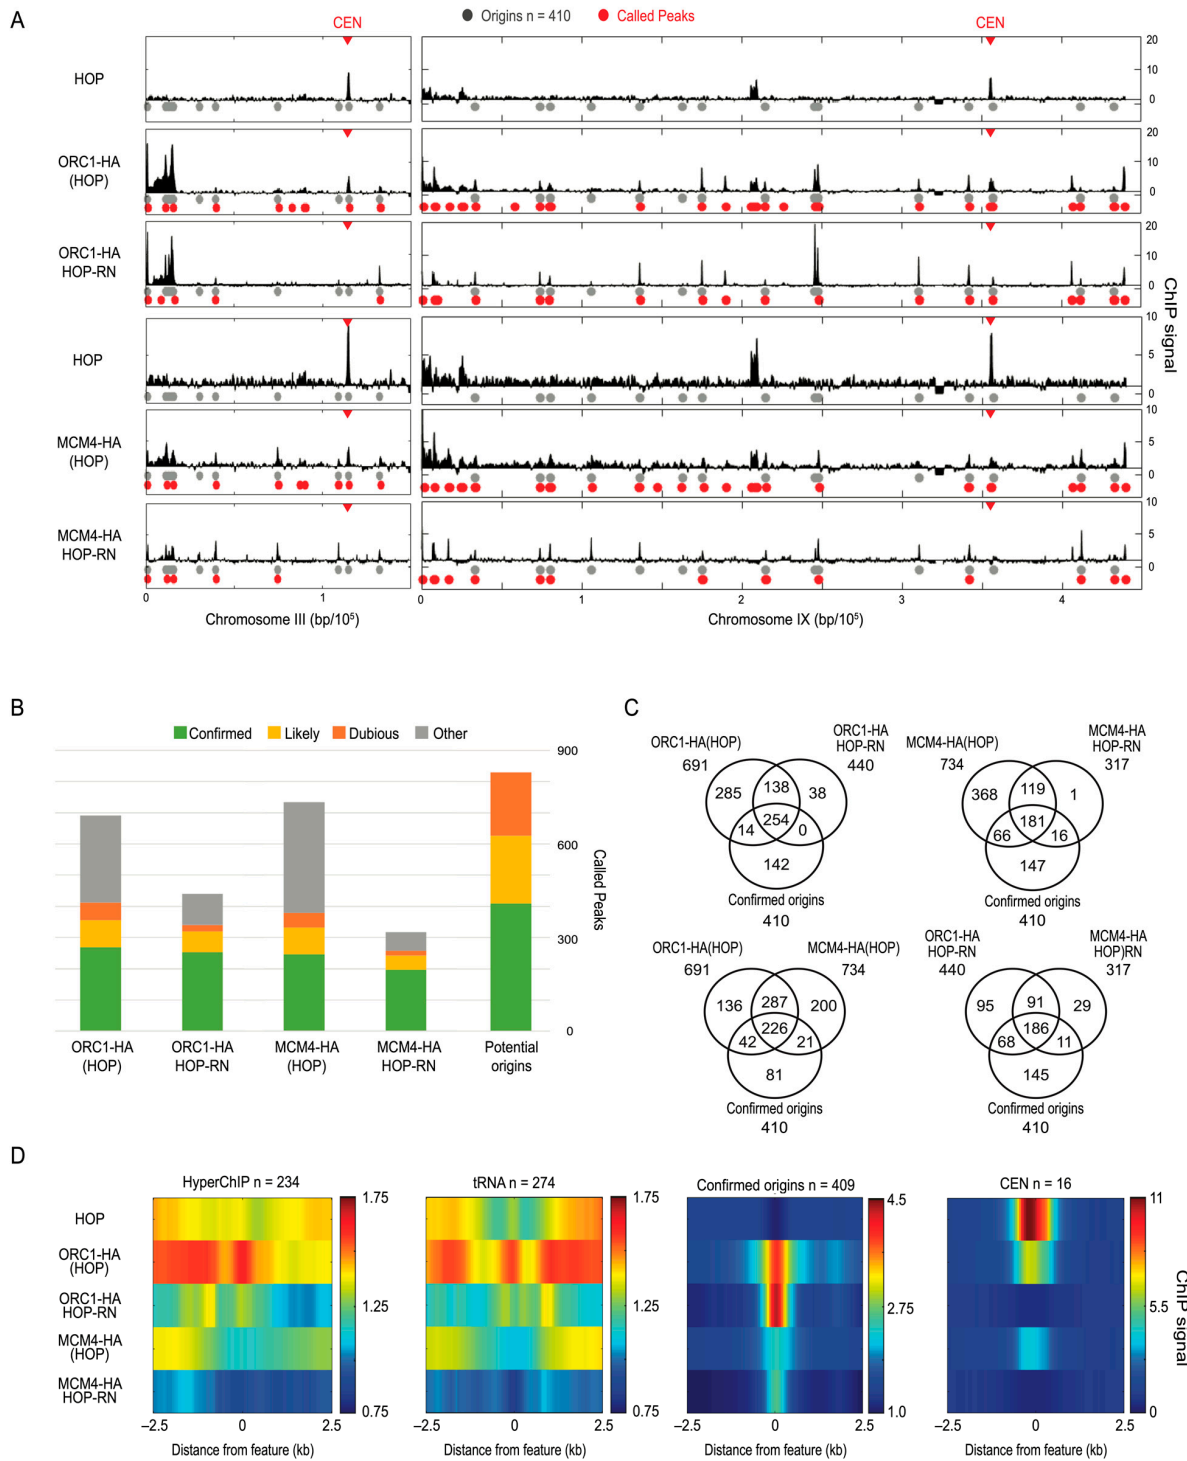 A
CEN
Origins n = 410
Called Peaks
CEN
HOP
20
10
0
ORC1-HA
(HOP)
20
10
0
ORC1-HA
HOP-RN
20
10
0
ChIP signal
HOP
10
5
0
MCM4-HA
(HOP)
10
5
0
MCM4-HA
HOP-RN
10
5
0
0 1 0 1 2 3 4
Chromosome III (bp/10⁵)
Chromosome IX (bp/10⁵)
B
Confirmed Likely Dubious Other
900
600
300
0
Called Peaks
ORC1-HA
(HOP)
ORC1-HA
HOP-RN
MCM4-HA
(HOP)
MCM4-HA
HOP-RN
Potential
origins
C
ORC1-HA(HOP)
691
ORC1-HA
HOP-RN
440
285 138 38
254
14 0
142
Confirmed origins
410
MCM4-HA(HOP)
734
MCM4-HA
HOP-RN
317
368 119 1
181
66 16
147
Confirmed origins
410
ORC1-HA(HOP)
691
MCM4-HA(HOP)
734
136 287 200
226
42 21
81
Confirmed origins
410
ORC1-HA
HOP-RN
440
MCM4-HA
HOP)RN
317
95 91 29
186
68 11
145
Confirmed origins
410
D
HyperChIP n = 234
tRNA n = 274
Confirmed origins n = 409
CEN n = 16
HOP
ORC1-HA
(HOP)
ORC1-HA
HOP-RN
MCM4-HA
(HOP)
MCM4-HA
HOP-RN
1.75
1.25
0.75
1.75
1.25
0.75
4.5
2.75
1.0
11
5.5
0
ChIP signal
−2.5 0 2.5
−2.5 0 2.5
−2.5 0 2.5
−2.5 0 2.5
Distance from feature (kb)
Distance from feature (kb)
Distance from feature (kb)
Distance from feature (kb)